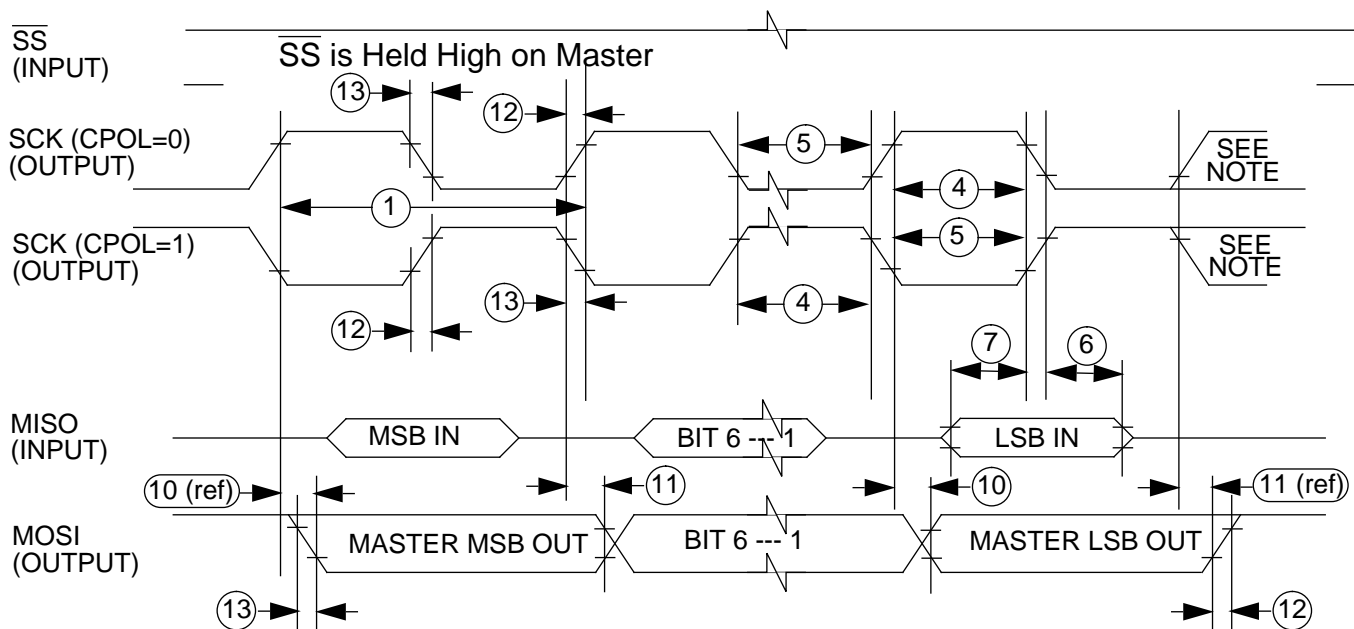 SS
(INPUT)
SS is Held High on Master
13
12
SCK (CPOL=0)
(OUTPUT)
5
SEE
NOTE
4
1
SCK (CPOL=1)
(OUTPUT)
5
SEE
NOTE
13
4
12
7
6
MISO
(INPUT)
MSB IN
BIT 6 --- 1
LSB IN
10 (ref)
11
10
11 (ref)
MOSI
(OUTPUT)
MASTER MSB OUT
BIT 6 --- 1
MASTER LSB OUT
13
12